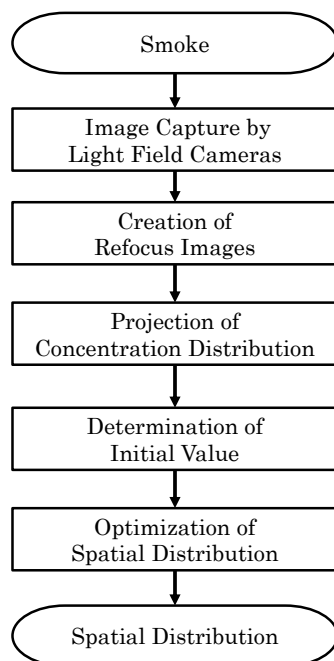 Smoke
Image Capture by
Light Field Cameras
Creation of
Refocus Images
Projection of
Concentration Distribution
Determination of
Initial Value
Optimization of
Spatial Distribution
Spatial Distribution